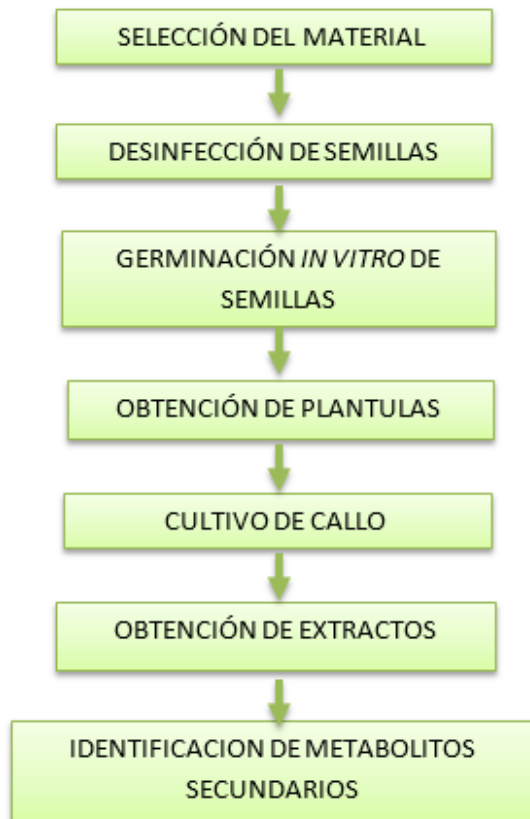 SELECCIÓN DEL MATERIAL
DESINFECCIÓN DE SEMILLAS
GERMINACIÓN IN VITRO DE
SEMILLAS
OBTENCIÓN DE PLANTULAS
CULTIVO DE CALLO
OBTENCIÓN DE EXTRACTOS
IDENTIFICACION DE METABOLITOS
SECUNDARIOS